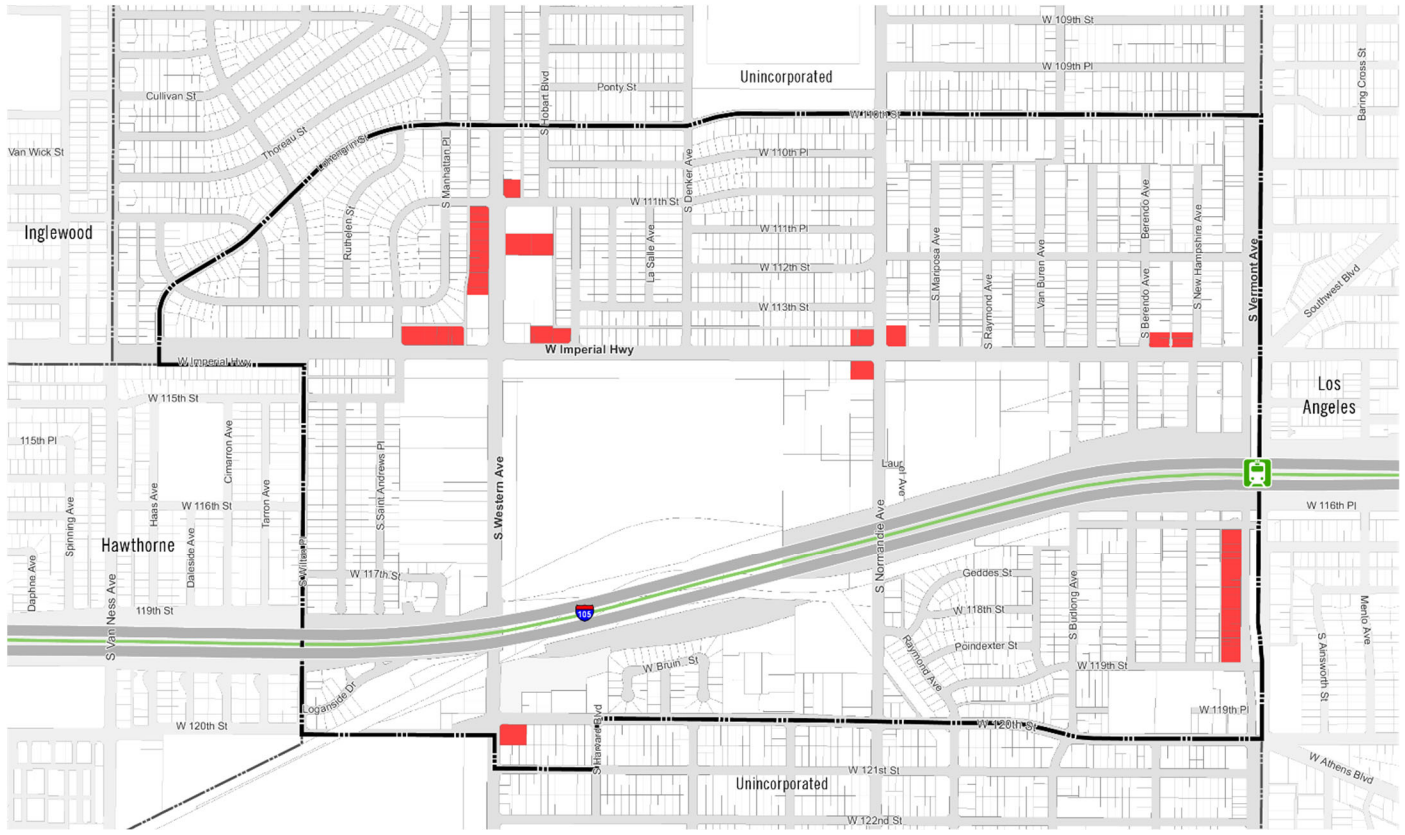 W 109th St
Baring Cross St
W 109th Pl
Unincorporated
Cullivan St
Ponty St
S Hobart Blvd
W 110th St
Thoreau St
Van Wick St
S Manhattan Pl
S Denker Ave
W 110th Pl
W 111th St
Inglewood
Ruthelen St
La Salle Ave
W 111th Pl
Berendo Ave
S New Hampshire Ave
S Mariposa Ave
W 112th St
Van Buren Ave
S Vermont Ave
Southwest Blvd
S Raymond Ave
W 113th St
S Berendo Ave
W Imperial Hwy
W Imperial Hwy
Los
Angeles
W 115th St
115th Pl
Cimarron Ave
S Saint Andrews Pl
S Western Ave
Laur
el Ave
Spinning Ave
Haas Ave
W 116th St
Tarron Ave
W 116th Pl
Hawthorne
Daleside Ave
S Normandie Ave
Daphne Ave
S Wilton Pl
W 117th St
Geddes St
S Budlong Ave
119th St
105
W 118th St
Menlo Ave
S Van Ness Ave
Poindexter St
S Ainsworth St
Raymond Ave
W Bruin St
W 119th St
Loganside Dr
W 119th Pl
W 120th St
S Harvard Blvd
W 120th St
W 121st St
W Athens Blvd
Unincorporated
W 122nd St